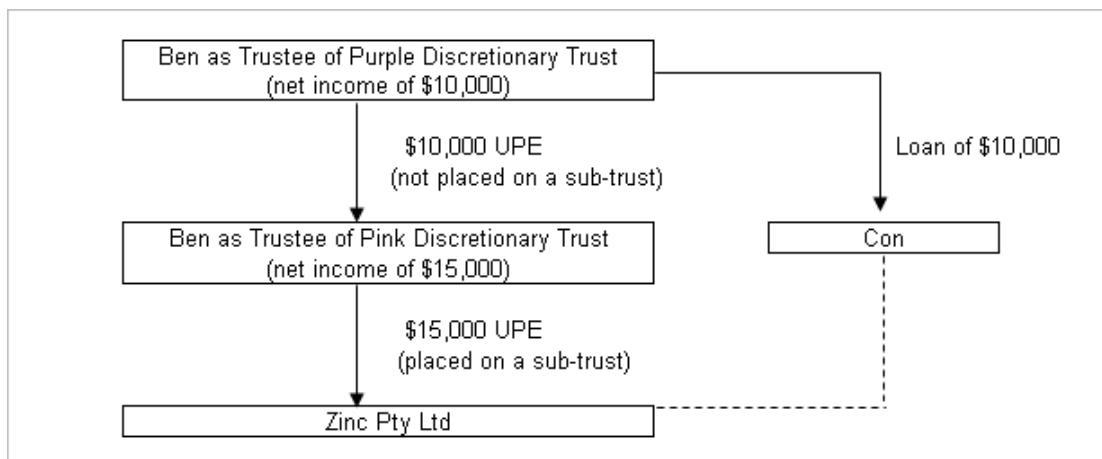 Ben as Trustee of Purple Discretionary Trust
(net income of $10,000)
$10,000 UPE
(not placed on a sub-trust)
Loan of $10,000
Ben as Trustee of Pink Discretionary Trust
(net income of $15,000)
Con
$15,000 UPE
(placed on a sub-trust)
Zinc Pty Ltd